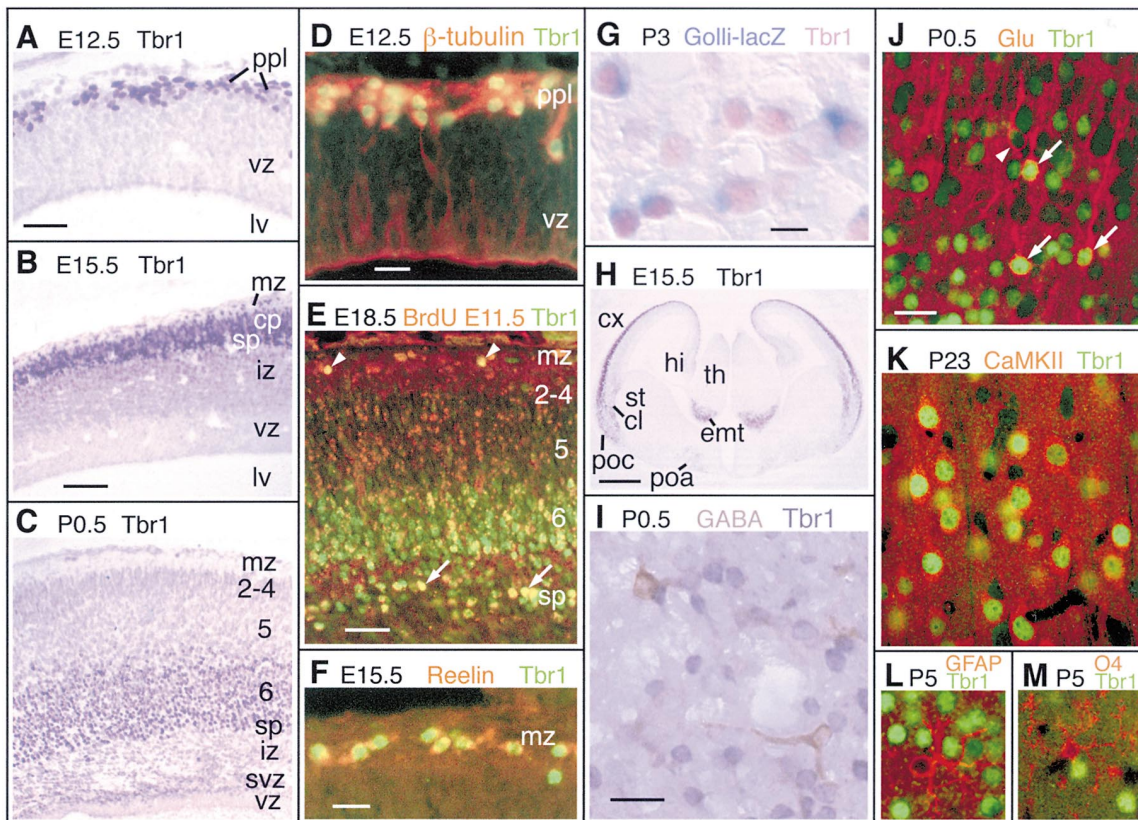 A E12.5 Tbr1
ppl
vz
lv
B E15.5 Tbr1
mz
cp
sp
iz
vz
lv
C P0.5 Tbr1
mz
2-4
5
6
sp
iz
svz
vz
D E12.5 β-tubulin Tbr1
ppl
vz
E E18.5 BrdU E11.5 Tbr1
mz
2-4
5
6
sp
F E15.5 Reelin Tbr1
mz
G P3 Golli-lacZ Tbr1
H E15.5 Tbr1
cx
hi
th
st
cl
emt
poc
poa
I P0.5 GABA Tbr1
J P0.5 Glu Tbr1
K P23 CaMKII Tbr1
L P5 GFAP
Tbr1
M P5 O4
Tbr1